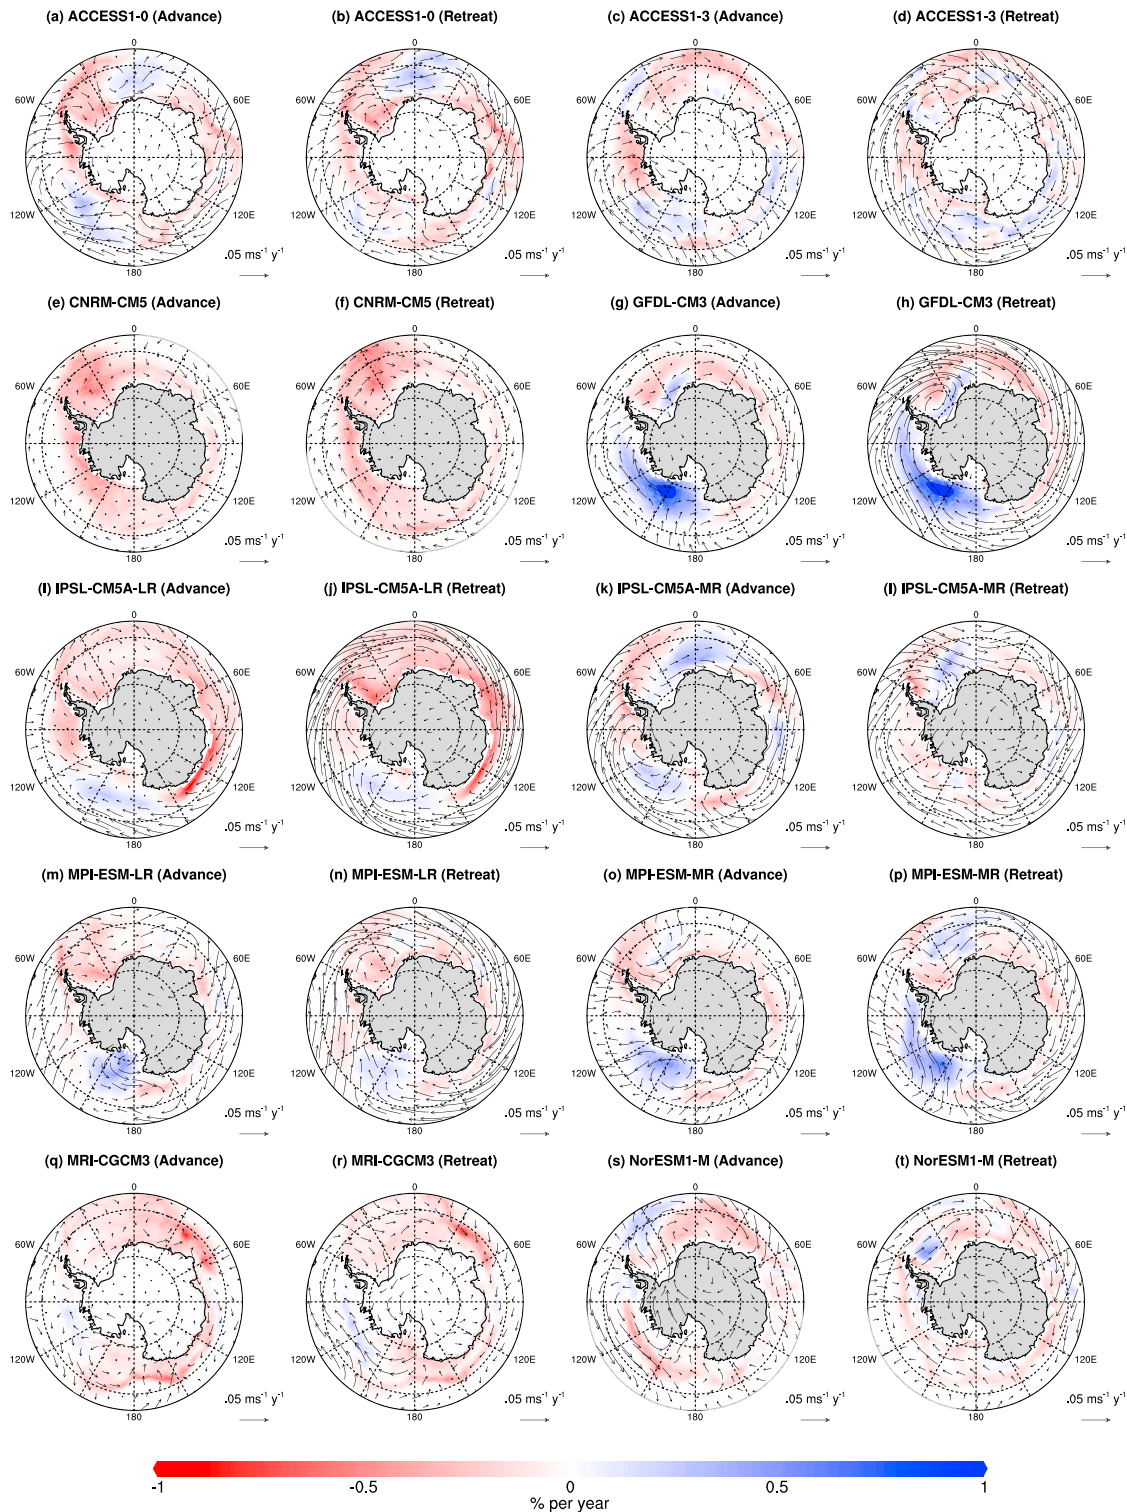 (a) ACCESS1-0 (Advance) (b) ACCESS1-0 (Retreat) (c) ACCESS1-3 (Advance) (d) ACCESS1-3 (Retreat)
0 0 0 0
60W 60E 60W 60E 60W 60E 60W 60E
120W 120E 120W 120E 120W 120E 120W 120E
180 .05 ms-1 y-1 180 .05 ms-1 y-1 180 .05 ms-1 y-1 180 .05 ms-1 y-1
(e) CNRM-CM5 (Advance) (f) CNRM-CM5 (Retreat) (g) GFDL-CM3 (Advance) (h) GFDL-CM3 (Retreat)
0 0 0 0
60W 60E 60W 60E 60W 60E 60W 60E
120W 120E 120W 120E 120W 120E 120W 120E
180 .05 ms-1 y-1 180 .05 ms-1 y-1 180 .05 ms-1 y-1 180 .05 ms-1 y-1
(i) IPSL-CM5A-LR (Advance) (j) IPSL-CM5A-LR (Retreat) (k) IPSL-CM5A-MR (Advance) (l) IPSL-CM5A-MR (Retreat)
0 0 0 0
60W 60E 60W 60E 60W 60E 60W 60E
120W 120E 120W 120E 120W 120E 120W 120E
180 .05 ms-1 y-1 180 .05 ms-1 y-1 180 .05 ms-1 y-1 180 .05 ms-1 y-1
(m) MPI-ESM-LR (Advance) (n) MPI-ESM-LR (Retreat) (o) MPI-ESM-MR (Advance) (p) MPI-ESM-MR (Retreat)
0 0 0 0
60W 60E 60W 60E 60W 60E 60W 60E
120W 120E 120W 120E 120W 120E 120W 120E
180 .05 ms-1 y-1 180 .05 ms-1 y-1 180 .05 ms-1 y-1 180 .05 ms-1 y-1
(q) MRI-CGCM3 (Advance) (r) MRI-CGCM3 (Retreat) (s) NorESM1-M (Advance) (t) NorESM1-M (Retreat)
0 0 0 0
60W 60E 60W 60E 60W 60E 60W 60E
120W 120E 120W 120E 120W 120E 120W 120E
180 .05 ms-1 y-1 180 .05 ms-1 y-1 180 .05 ms-1 y-1 180 .05 ms-1 y-1
-1 -0.5 0 0.5 1
% per year